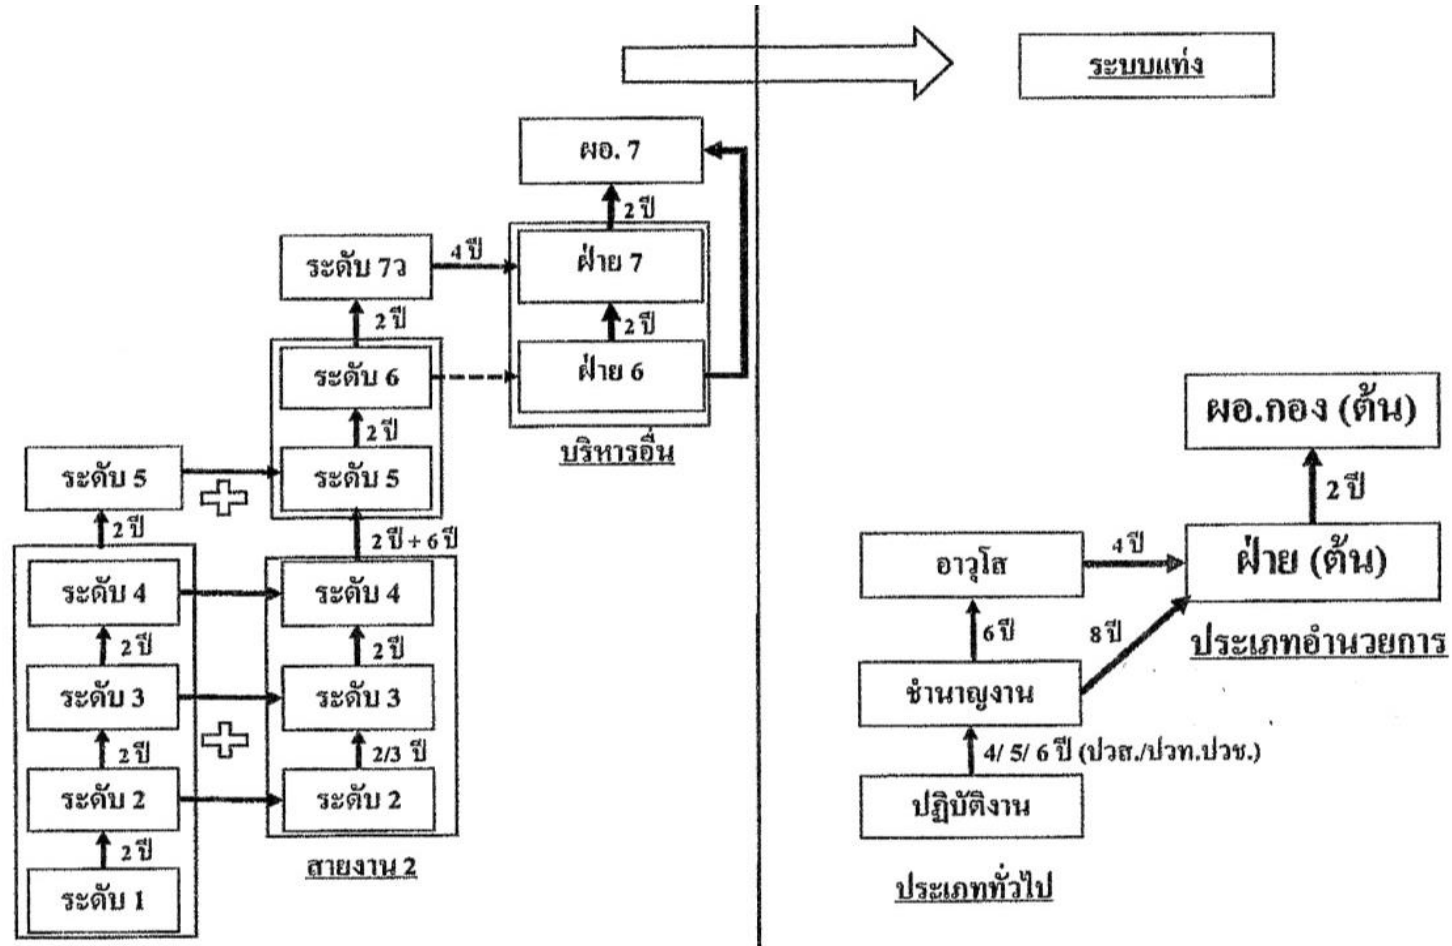 ระบบแท่ง
ผอ. 7
2 ปี
ระดับ 7ว
4 ปี
ฝ่าย 7
2 ปี
2 ปี
ระดับ 6
ฝ่าย 6
บริหารอื่น
2 ปี
ระดับ 5
ระดับ 5
2 ปี
2 ปี + 6 ปี
ระดับ 4
ระดับ 4
2 ปี
2 ปี
ระดับ 3
ระดับ 3
2 ปี
2/3 ปี
ระดับ 2
ระดับ 2
2 ปี
สายงาน 2
ระดับ 1
ผอ.กอง (ต้น)
2 ปี
อาวุโส
4 ปี
ฝ่าย (ต้น)
6 ปี
8 ปี
ประเภทอำนวยการ
ชำนาญงาน
4/ 5/ 6 ปี (ปวส./ปวท.ปวช.)
ปฏิบัติงาน
ประเภททั่วไป